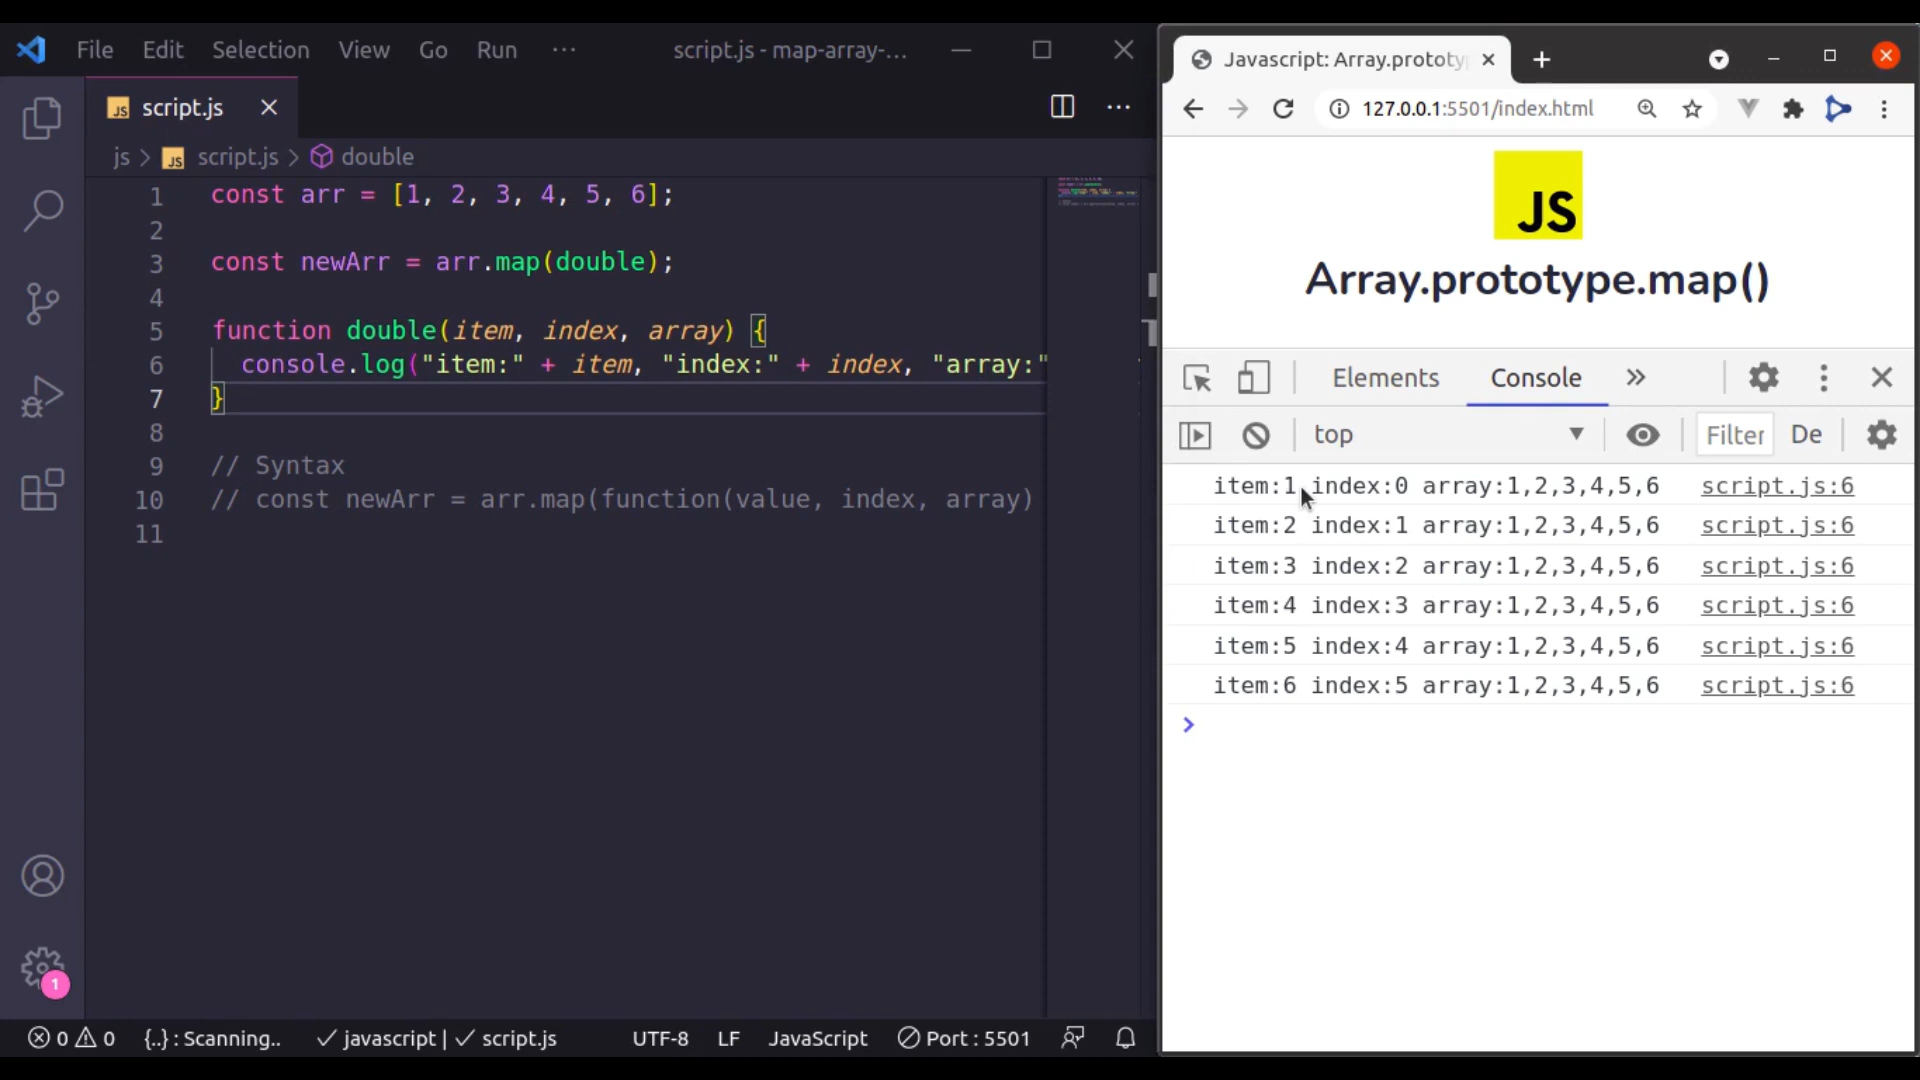 File Edit Selection View Go Run ··· script.js - map-array-...
JS script.js
js > JS script.js > double
1 const arr = [1, 2, 3, 4, 5, 6];
2
3 const newArr = arr.map(double);
4
5 function double(item, index, array) {
6 console.log("item:" + item, "index:" + index, "array:"
7 }
8
9 // Syntax
10 // const newArr = arr.map(function(value, index, array)
11
1
0 0 {..} : Scanning.. ✓ javascript | ✓ script.js UTF-8 LF JavaScript Port : 5501
Javascript: Array.prototyp
127.0.0.1:5501/index.html
JS
Array.prototype.map()
Elements Console »
top Filter De
item:1 index:0 array:1,2,3,4,5,6 script.js:6
item:2 index:1 array:1,2,3,4,5,6 script.js:6
item:3 index:2 array:1,2,3,4,5,6 script.js:6
item:4 index:3 array:1,2,3,4,5,6 script.js:6
item:5 index:4 array:1,2,3,4,5,6 script.js:6
item:6 index:5 array:1,2,3,4,5,6 script.js:6
>